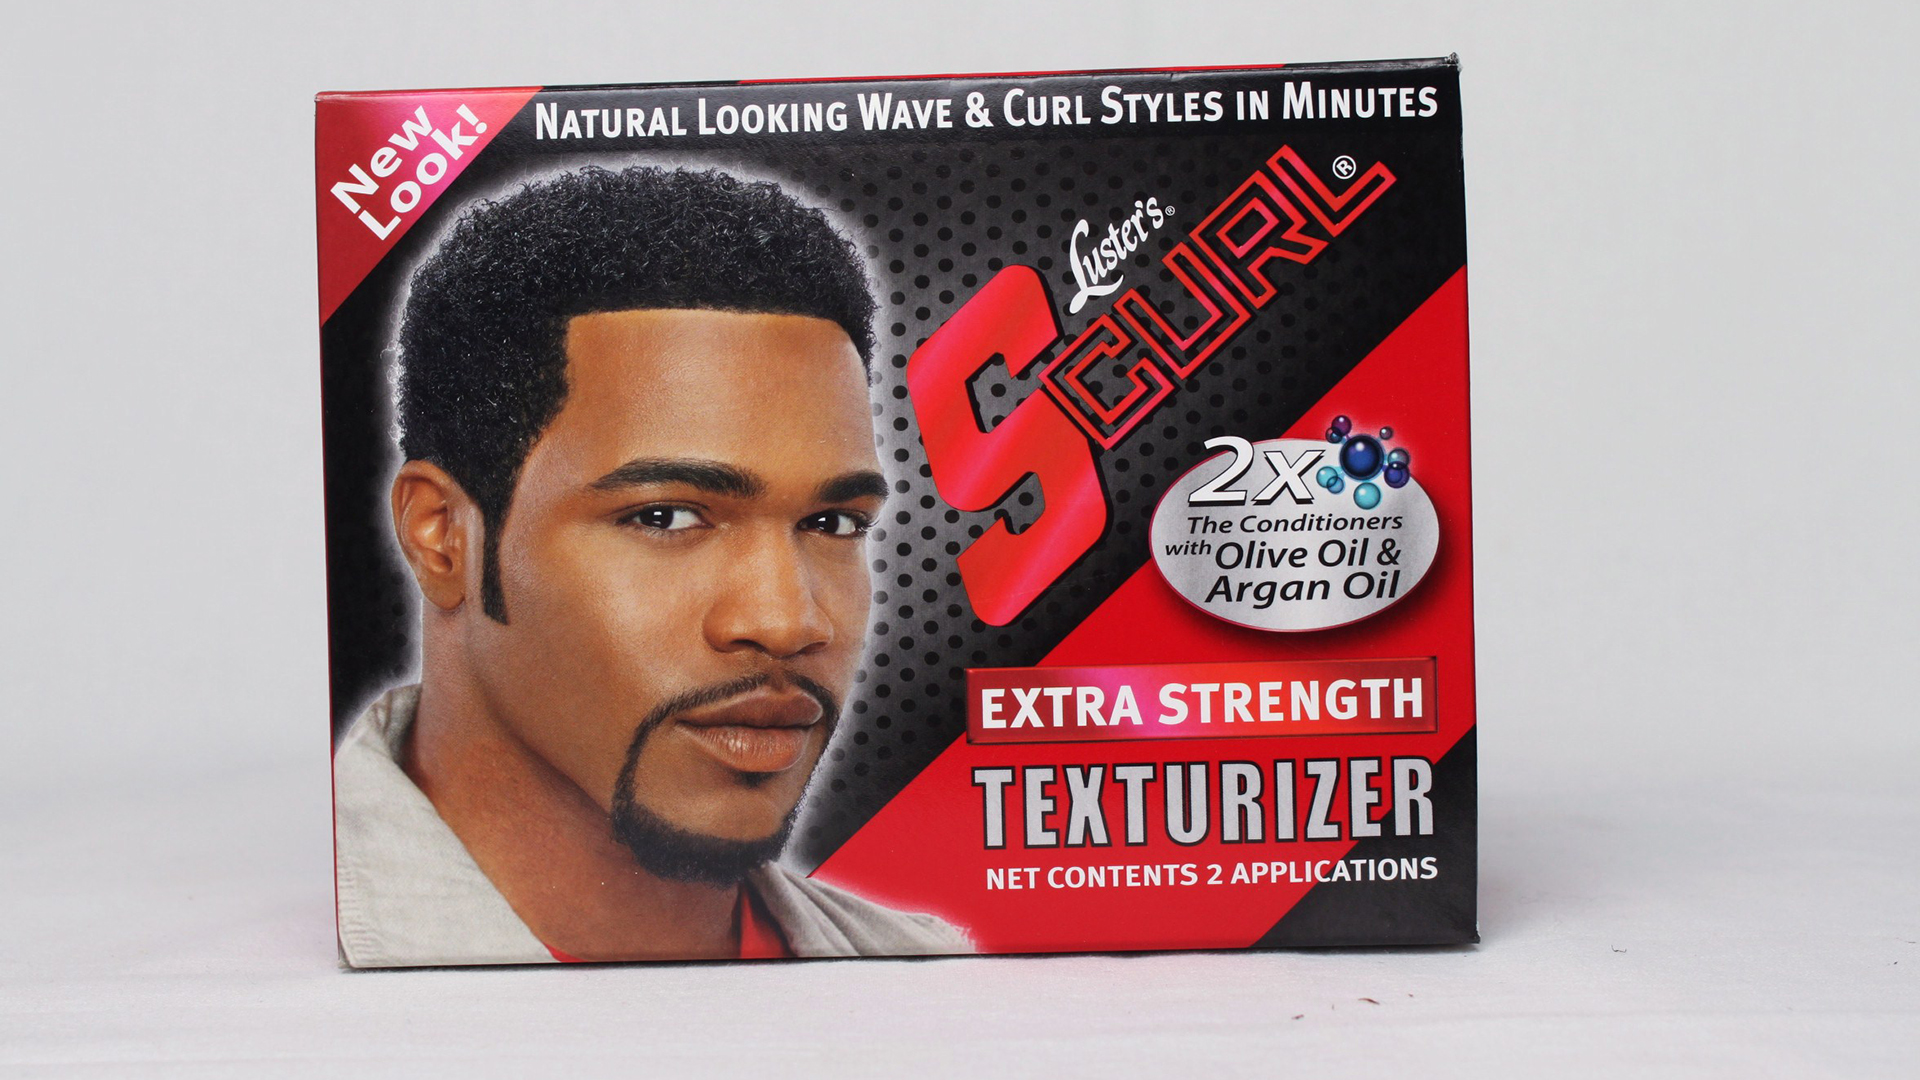 New
Look!
NATURAL LOOKING WAVE & CURL STYLES IN MINUTES
Luster's®
SCURL®
2x
The Conditioners
with Olive Oil &
Argan Oil
EXTRA STRENGTH
TEXTURIZER
NET CONTENTS 2 APPLICATIONS